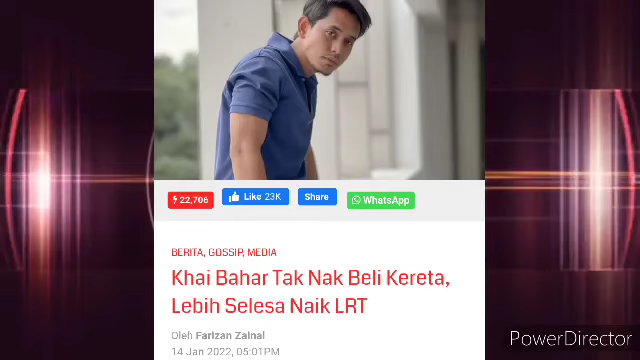 22,706
Like 23K
Share
WhatsApp
BERITA, GOSSIP, MEDIA
Khai Bahar Tak Nak Beli Kereta,
Lebih Selesa Naik LRT
Oleh Farizan Zainal
14 Jan 2022, 05:01PM
PowerDirector